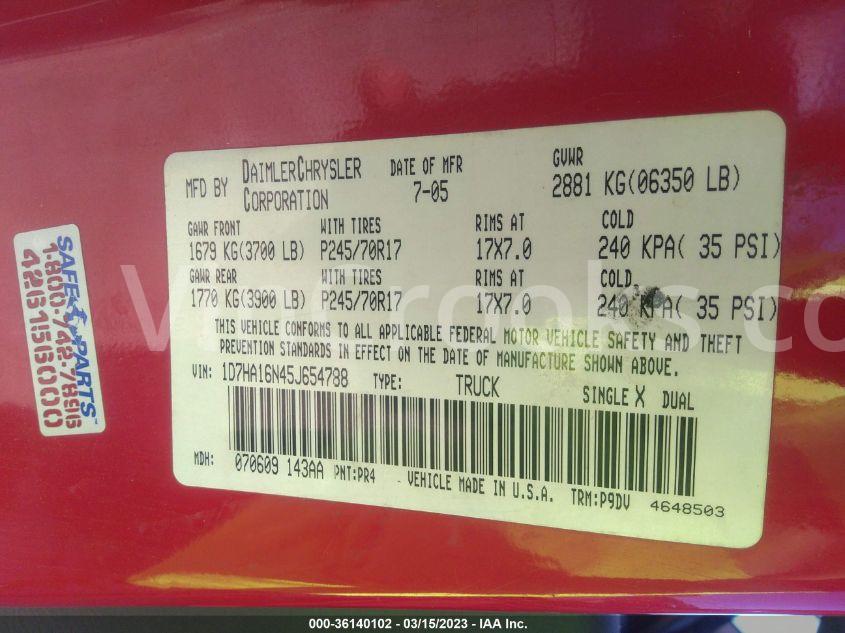 MFD BY DAIMLERCHRYSLER CORPORATION DATE OF MFR 7-05 GVWR 2881 KG(06350 LB)
GAWR FRONT WITH TIRES RIMS AT COLD
1679 KG(3700 LB) P245/70R17 17X7.0 240 KPA( 35 PSI)
GAWR REAR WITH TIRES RIMS AT COLD
1770 KG(3900 LB) P245/70R17 17X7.0 240 KPA( 35 PSI)
THIS VEHICLE CONFORMS TO ALL APPLICABLE FEDERAL MOTOR VEHICLE SAFETY AND THEFT
PREVENTION STANDARDS IN EFFECT ON THE DATE OF MANUFACTURE SHOWN ABOVE.
VIN: 1D7HA16N45J654788 TYPE: TRUCK SINGLE X DUAL
MDH: 070609 143AA PNT:PR4 VEHICLE MADE IN U.S.A. TRM:P9DV 4648503
SAFE PARTS
1.800.742.7896
4261513000
000-36140102 - 03/15/2023 - IAA Inc.